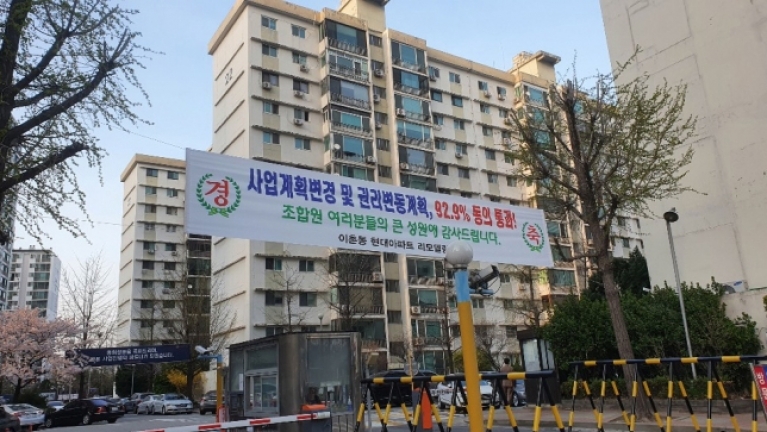 경 사업계획변경 및 권리변동계획, 92.9% 동의 통과! 축
조합원 여러분들의 큰 성원에 감사드립니다.
이촌동 현대아파트 리모델링
22